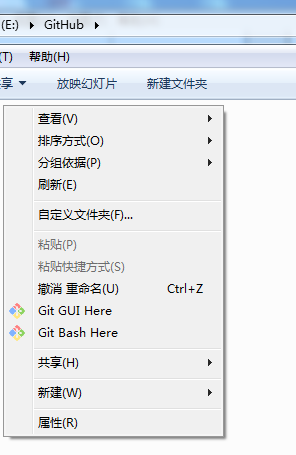 (E:) GitHub
(T) 帮助(H)
享 放映幻灯片 新建文件夹
查看(V)
排序方式(O)
分组依据(P)
刷新(E)
自定义文件夹(F)...
粘贴(P)
粘贴快捷方式(S)
撤消 重命名(U) Ctrl+Z
Git GUI Here
Git Bash Here
共享(H)
新建(W)
属性(R)